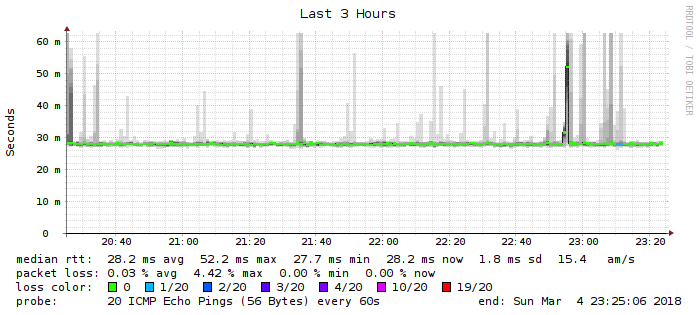 Last 3 Hours
RRDTOOL / TOBI OETIKER
Seconds
60 m
50 m
40 m
30 m
20 m
10 m
0
20:40 21:00 21:20 21:40 22:00 22:20 22:40 23:00 23:20
median rtt: 28.2 ms avg 52.2 ms max 27.7 ms min 28.2 ms now 1.8 ms sd 15.4 am/s
packet loss: 0.03 % avg 4.42 % max 0.00 % min 0.00 % now
loss color: 0 1/20 2/20 3/20 4/20 10/20 19/20
probe: 20 ICMP Echo Pings (56 Bytes) every 60s end: Sun Mar 4 23:25:06 2018